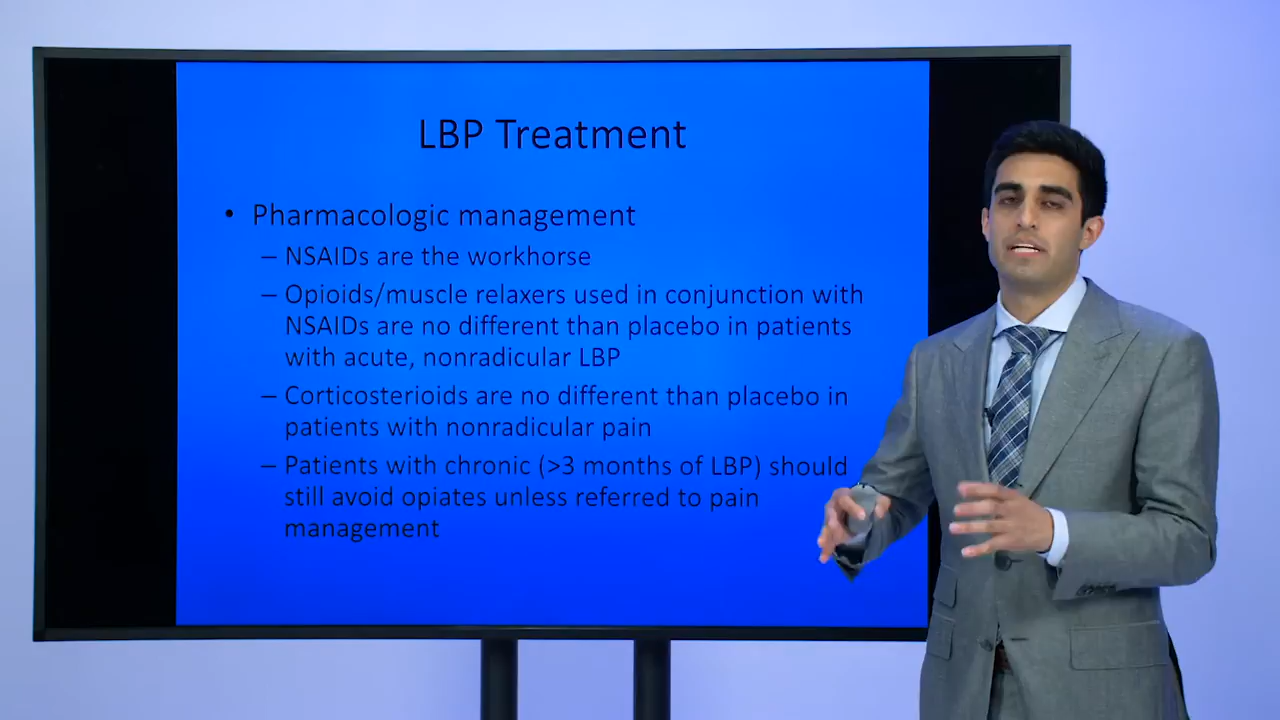 LBP Treatment
• Pharmacologic management
– NSAIDs are the workhorse
– Opioids/muscle relaxers used in conjunction with
NSAIDs are no different than placebo in patients
with acute, nonradicular LBP
– Corticosterioids are no different than placebo in
patients with nonradicular pain
– Patients with chronic (>3 months of LBP) should
still avoid opiates unless referred to pain
management